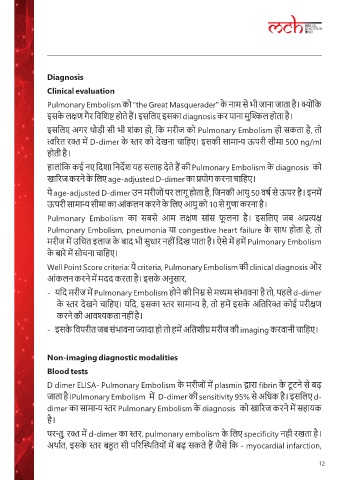 mch
Diagnosis
Clinical evaluation
Pulmonary Embolism को "the Great Masquerader" के नाम से भी जाना जाता है। क्योंकि
इसके लक्षण गैर विशिष्ट होते हैं। इसलिए इसका diagnosis कर पाना मुश्किल होता है।
इसलिए अगर थोड़ी सी भी शंका हो, कि मरीज को Pulmonary Embolism हो सकता है, तो
त्वरित रक्त में D-dimer के स्तर को देखना चाहिए। इसकी सामान्य ऊपरी सीमा 500 ng/ml
होती है।
हालांकि कई नए दिशा निर्देश यह सलाह देते हैं की Pulmonary Embolism के diagnosis को
खारिज करने के लिए age-adjusted D-dimer का प्रयोग करना चाहिए।
ये age-adjusted D-dimer उन मरीजों पर लागू होता है, जिनकी आयु 50 वर्ष से ऊपर है। इनमें
ऊपरी सामान्य सीमा का आंकलन करने के लिए आयु को 10 से गुणा करना है।
Pulmonary Embolism का सबसे आम लक्षण सांस फूलना है। इसलिए जब अप्रत्यक्ष
Pulmonary Embolism, pneumonia या congestive heart failure के साथ होता है, तो
मरीज में उचित इलाज के बाद भी सुधार नहीं दिख पाता है। ऐसे में हमें Pulmonary Embolism
के बारे में सोचना चाहिए।
Well Point Score criteria: ये criteria, Pulmonary Embolism की clinical diagnosis और
आंकलन करने में मदद करता है। इसके अनुसार,
- यदि मरीज में Pulmonary Embolism होने की निम्न से मध्यम संभावना है तो, पहले d-dimer
के स्तर देखने चाहिए। यदि, इसका स्तर सामान्य है, तो हमें इसके अतिरिक्त कोई परीक्षण
करने की आवश्यकता नहीं है।
- इसके विपरीत जब संभावना ज्यादा हो तो हमें अतिशीघ्र मरीज की imaging करवानी चाहिए।
Non-imaging diagnostic modalities
Blood tests
D dimer ELISA- Pulmonary Embolism के मरीजों में plasmin द्वारा fibrin के टूटने से बढ़
जाता है।Pulmonary Embolism में D-dimer की sensitivity 95% से अधिक है। इसलिए d-
dimer का सामान्य स्तर Pulmonary Embolism के diagnosis को खारिज करने में सहायक
है।
परन्तु, रक्त में d-dimer का स्तर, pulmonary embolism के लिए specificity नही रखता है।
अर्थात, इसके स्तर बहुत सी परिस्थितियों में बढ़ सकते हैं जैसे कि - myocardial infarction,
12